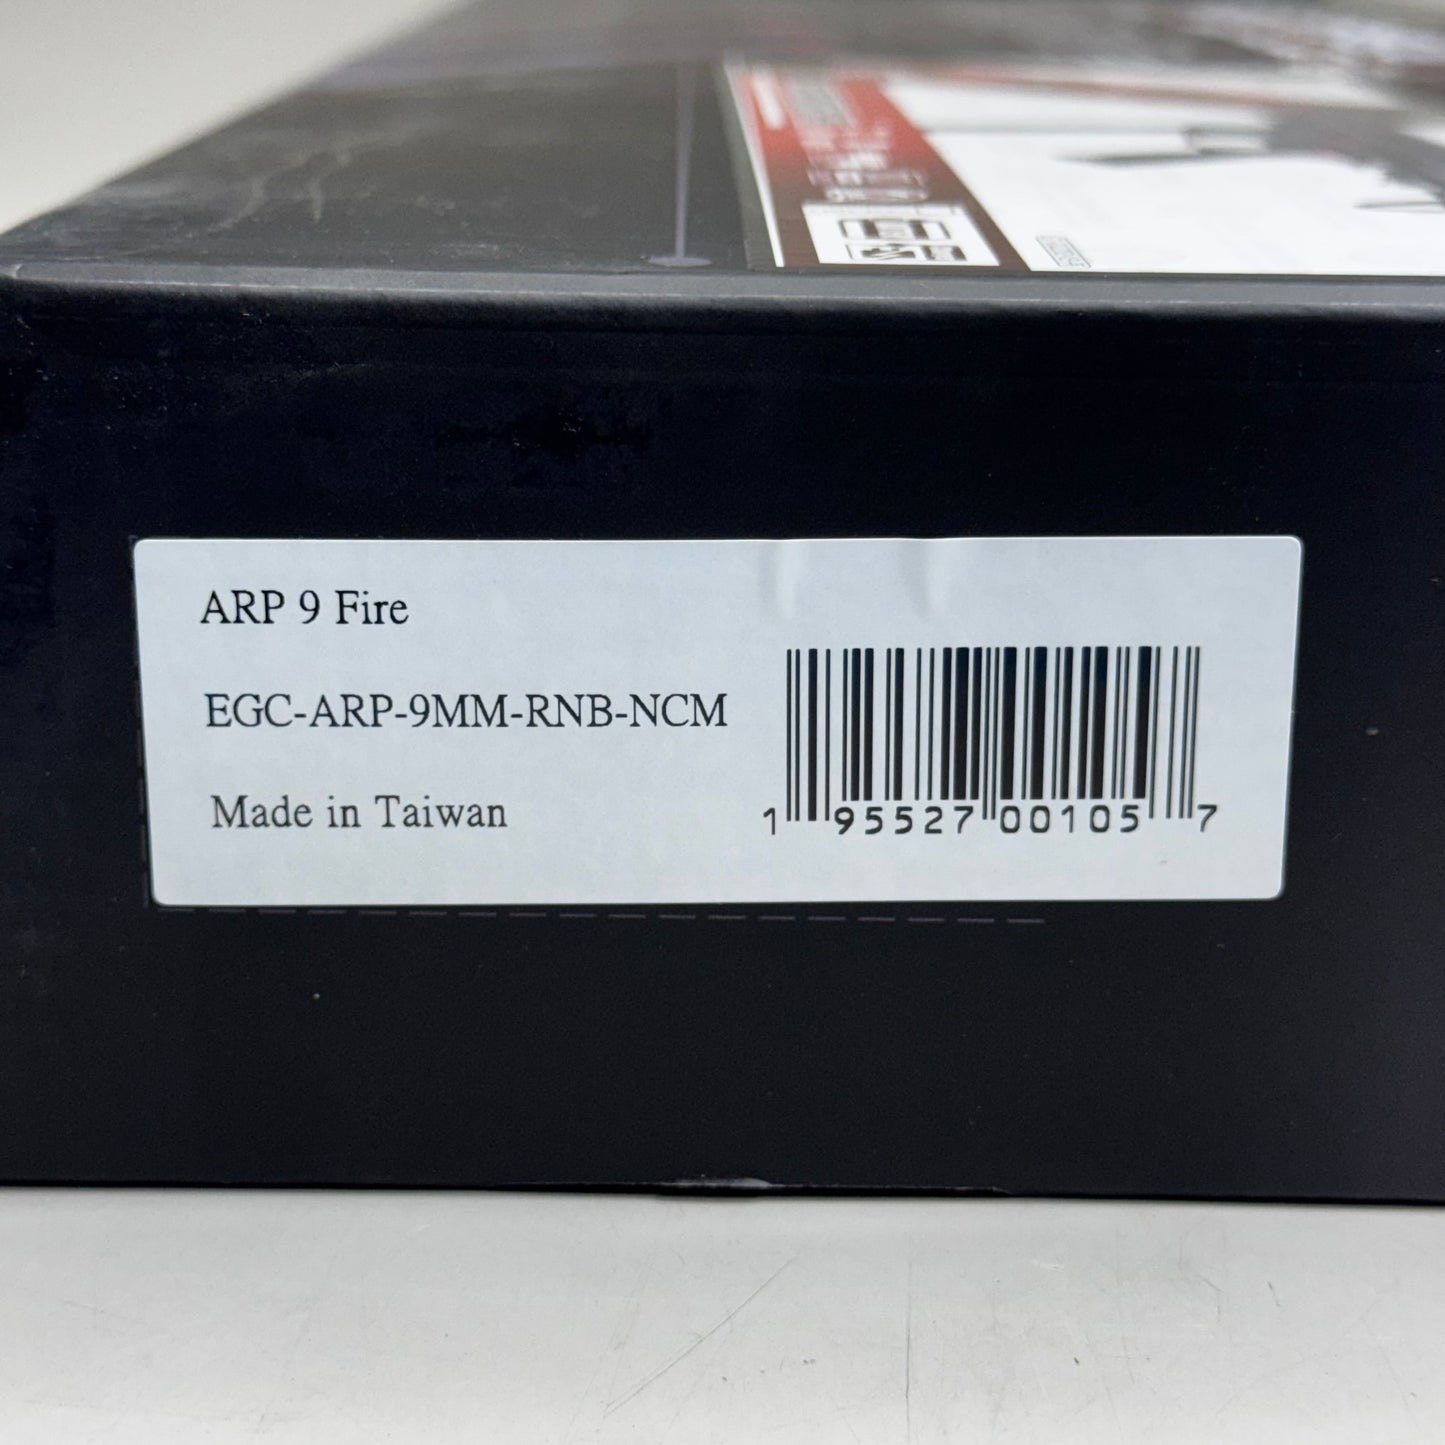 ARP 9 Fire
EGC-ARP-9MM-RNB-NCM
Made in Taiwan
1 95527 00105 7